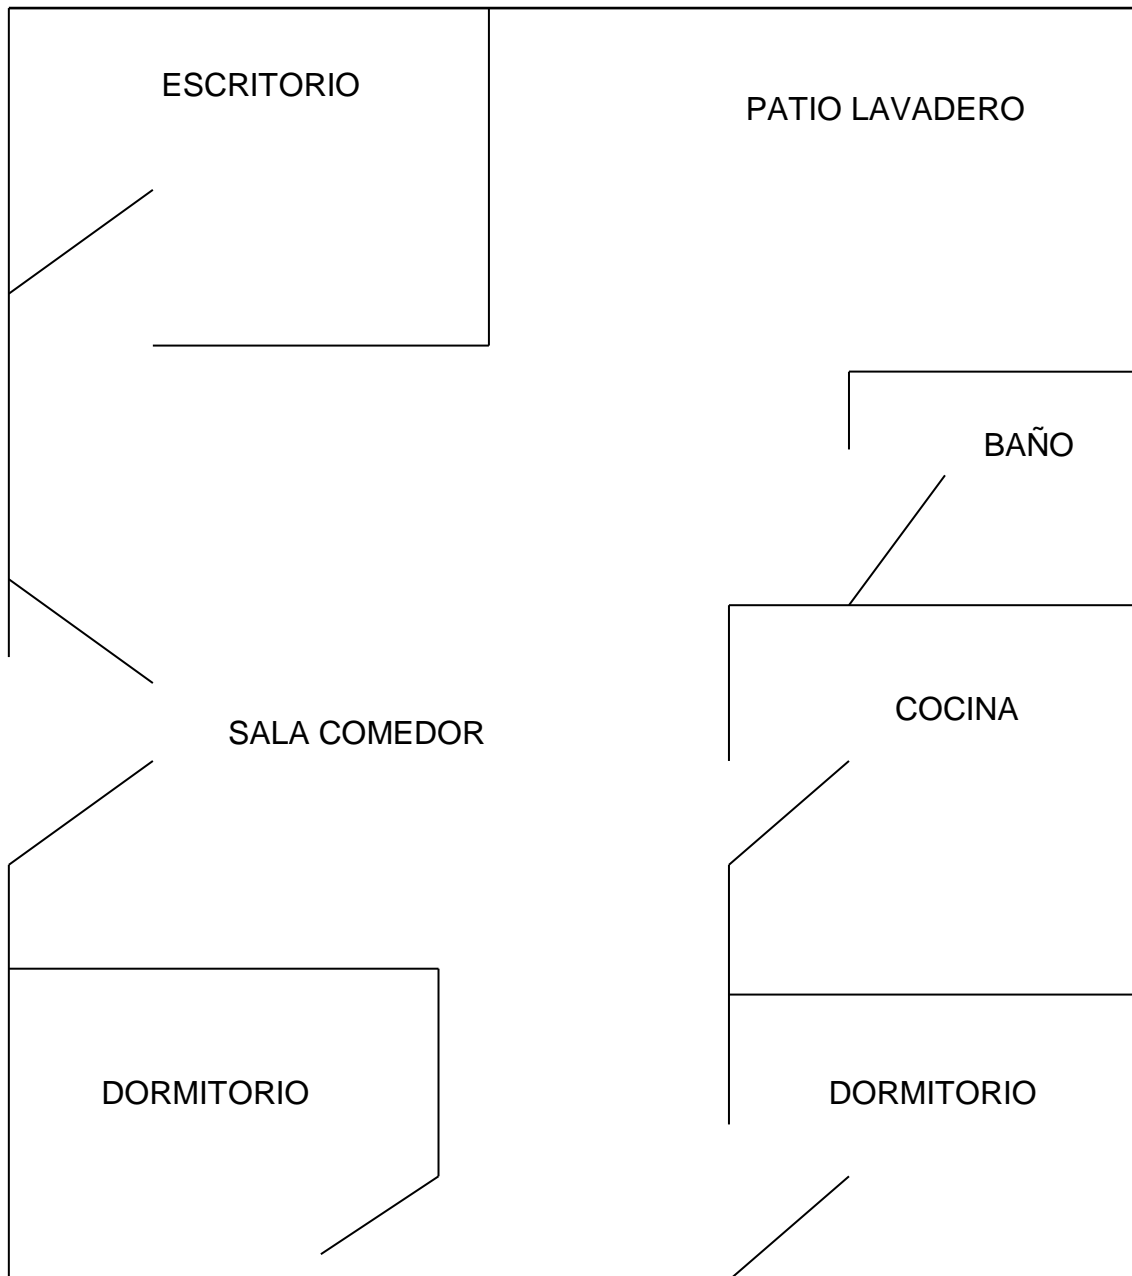 ESCRITORIO
PATIO LAVADERO
BAÑO
COCINA
SALA COMEDOR
DORMITORIO
DORMITORIO